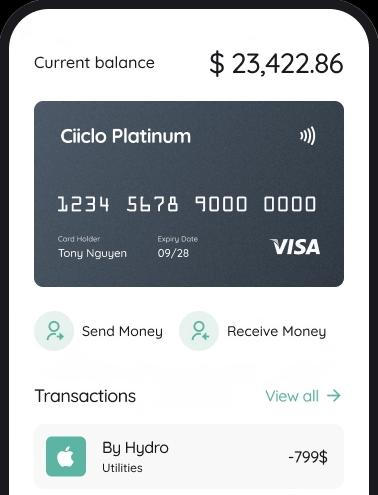 Current balance
$ 23,422.86
Ciiclo Platinum
1234 5678 9000 0000
Card Holder
Expiry Date
Tony Nguyen
09/28
VISA
Send Money
Receive Money
Transactions
View all
By Hydro
Utilities
-799$